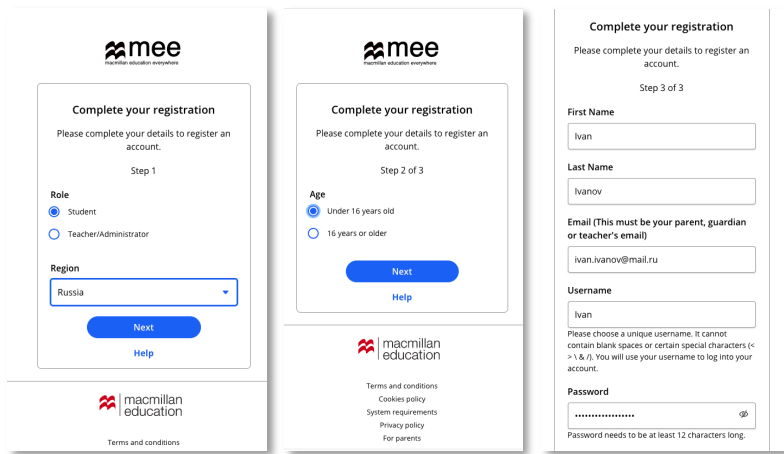 mee
macmillan education everywhere
Complete your registration
Please complete your details to register an
account.
Step 1
Role
Student
Teacher/Administrator
Region
Russia
Next
Help
macmillan
education
Terms and conditions
mee
macmillan education everywhere
Complete your registration
Please complete your details to register an
account.
Step 2 of 3
Age
Under 16 years old
16 years or older
Next
Help
macmillan
education
Terms and conditions
Cookies policy
System requirements
Privacy policy
For parents
Complete your registration
Please complete your details to register an
account.
Step 3 of 3
First Name
Ivan
Last Name
Ivanov
Email (This must be your parent, guardian
or teacher's email)
ivan.ivanov@mail.ru
Username
Ivan
Please choose a unique username. It cannot
contain blank spaces or certain special characters (<
> \ & /). You will use your username to log into your
account.
Password
••••••••••••••••••
Password needs to be at least 12 characters long.